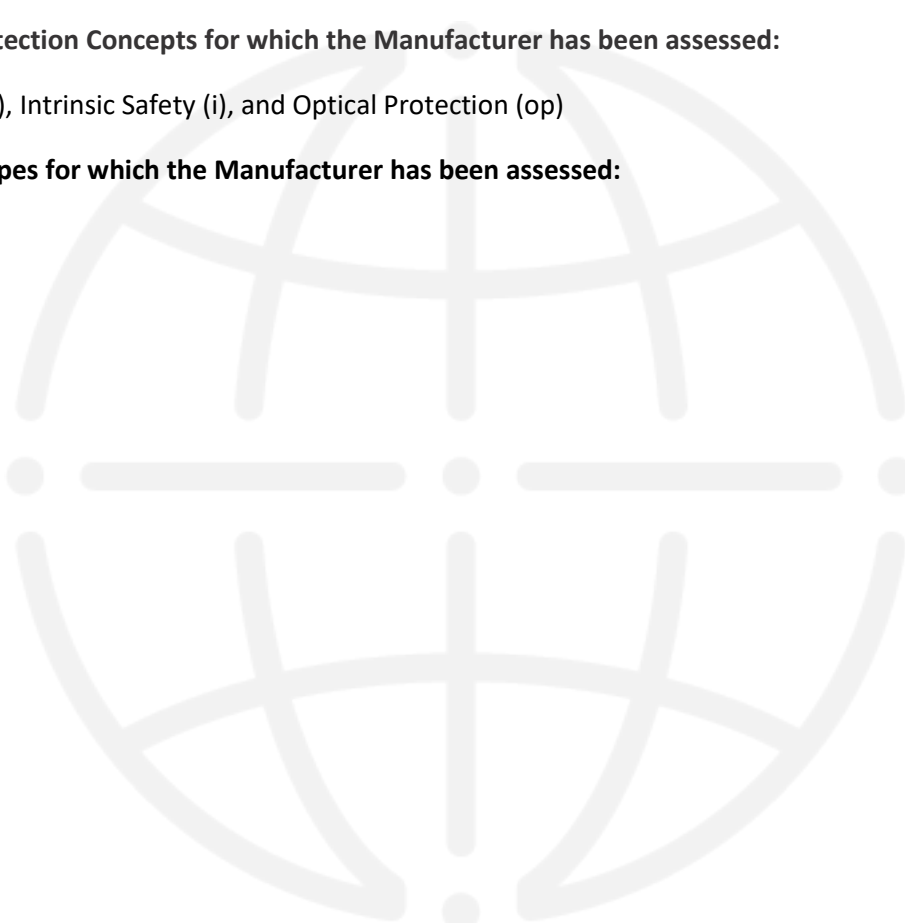 tection Concepts for which the Manufacturer has been assessed:
), Intrinsic Safety (i), and Optical Protection (op)
pes for which the Manufacturer has been assessed: